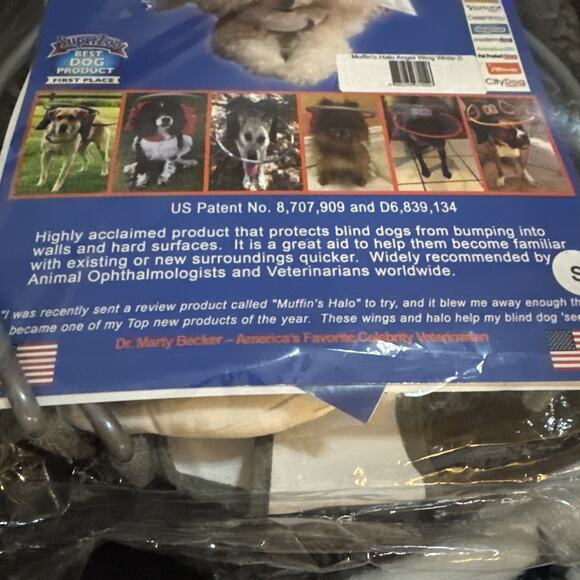 SuperZoo
BEST
DOG
PRODUCT
FIRST PLACE
Muffin's Halo Angel Wing White S
CityDog
US Patent No. 8,707,909 and D6,839,134
Highly acclaimed product that protects blind dogs from bumping into
walls and hard surfaces. It is a great aid to help them become familiar
with existing or new surroundings quicker. Widely recommended by
Animal Ophthalmologists and Veterinarians worldwide.
S
"I was recently sent a review product called "Muffin's Halo" to try, and it blew me away enough th
became one of my Top new products of the year. These wings and halo help my blind dog 'see
Dr. Marty Becker – America's Favorite Celebrity Veterinarian